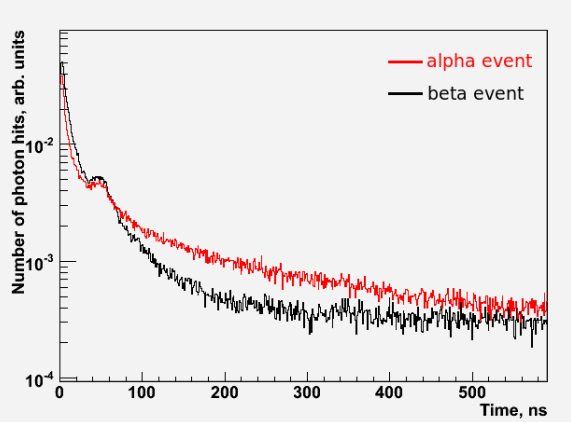 Number of photon hits, arb. units
alpha event
beta event
10-2
10-3
10-4
0 100 200 300 400 500
Time, ns